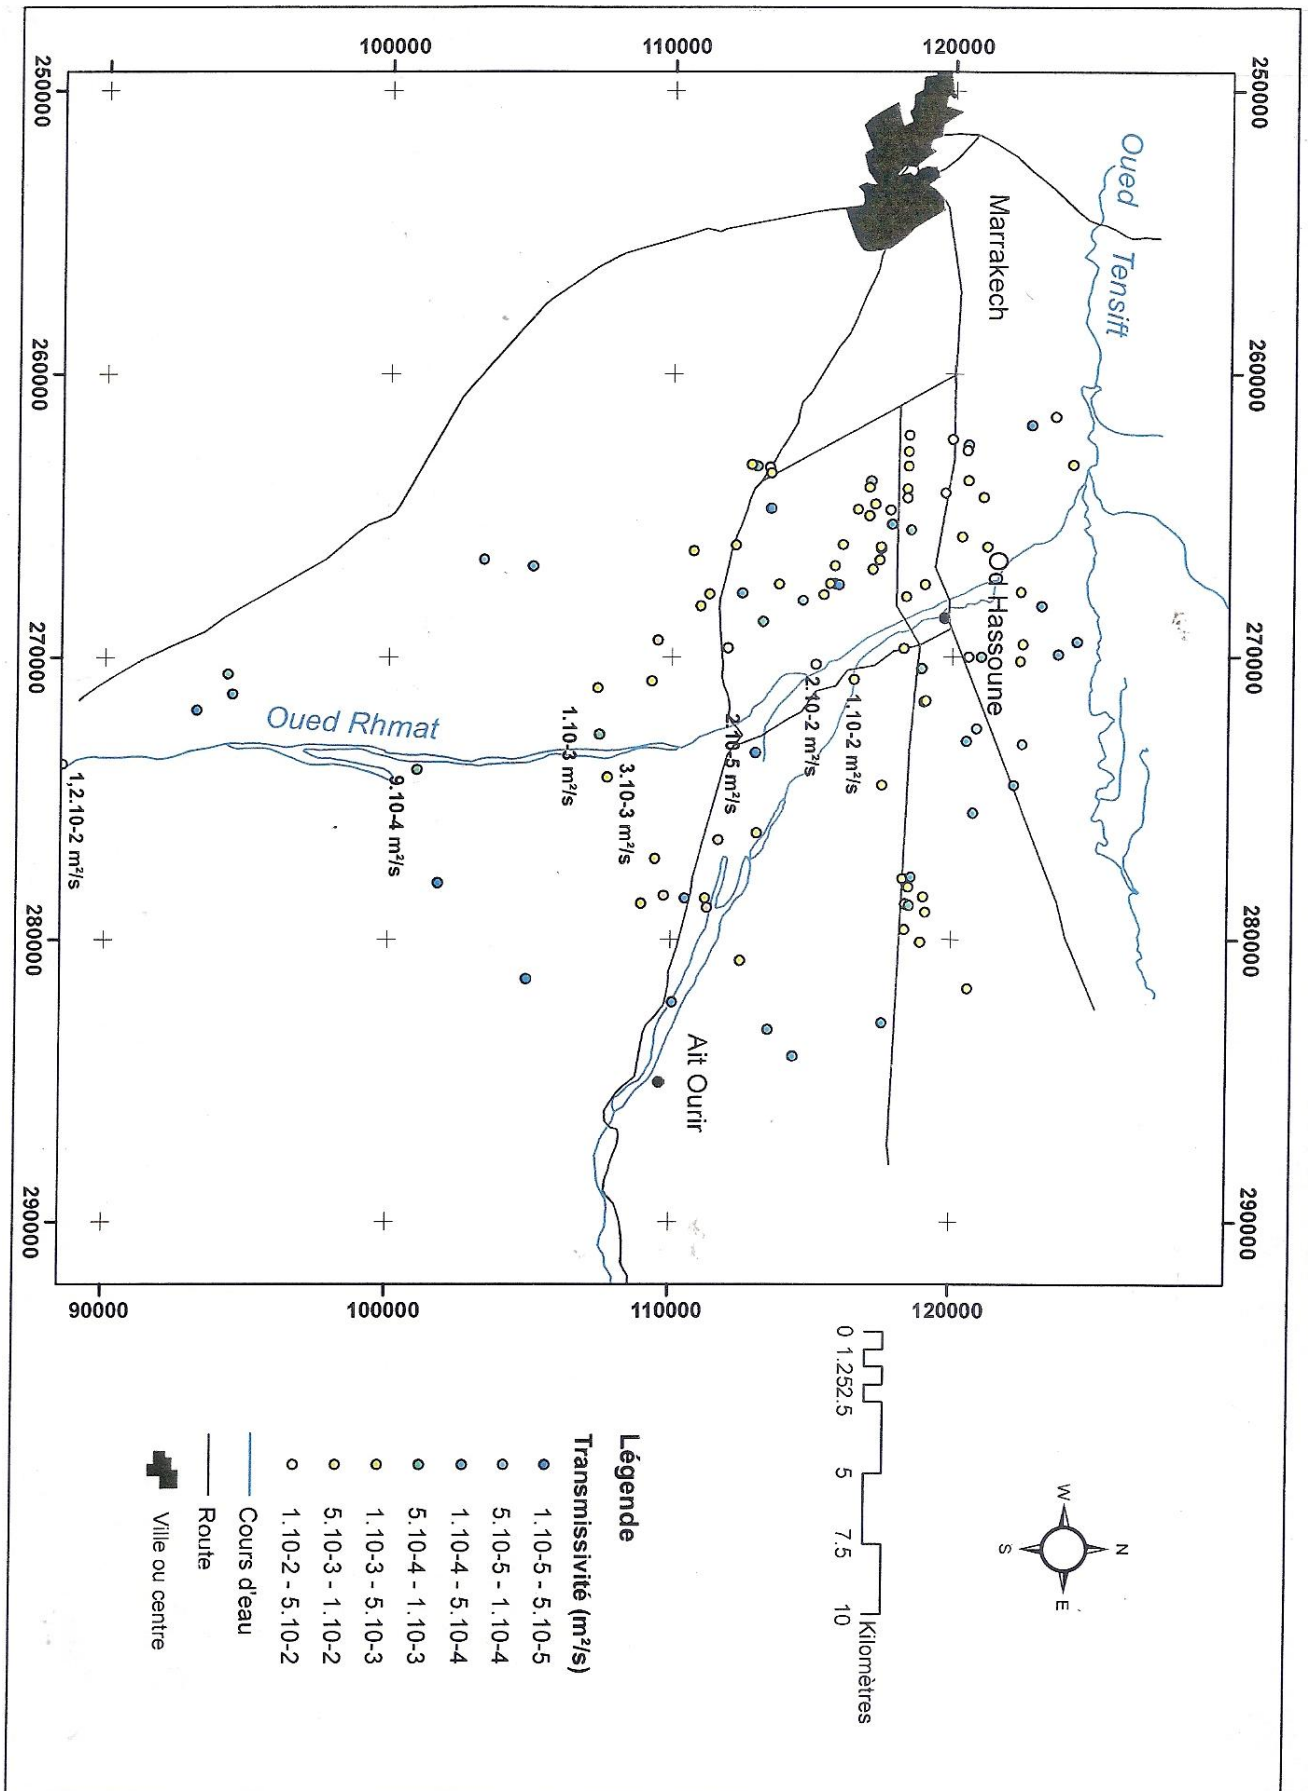 250000
260000
270000
280000
290000
Oued Tensift
120000
120000
Marrakech
Od Hassoune
1.10-2 m²/s
2.10-2 m²/s
2.10-5 m²/s
110000
110000
Ait Ourir
3.10-3 m²/s
1.10-3 m²/s
100000
100000
9.10-4 m²/s
Oued Rhmat
1,2.10-2 m²/s
90000
250000
260000
270000
280000
290000
N
W
E
S
0 1.25 2.5 5 7.5 10
Kilomètres
Légende
Transmissivité (m²/s)
1.10-5 - 5.10-5
5.10-5 - 1.10-4
1.10-4 - 5.10-4
5.10-4 - 1.10-3
1.10-3 - 5.10-3
5.10-3 - 1.10-2
1.10-2 - 5.10-2
Cours d'eau
Route
Ville ou centre